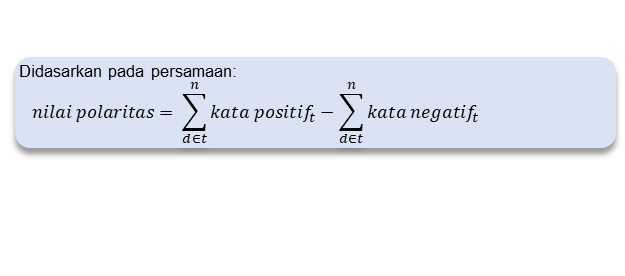 Didasarkan pada persamaan:
nilai polaritas = ∑_{d∈t}^{n} kata positif_t − ∑_{d∈t}^{n} kata negatif_t